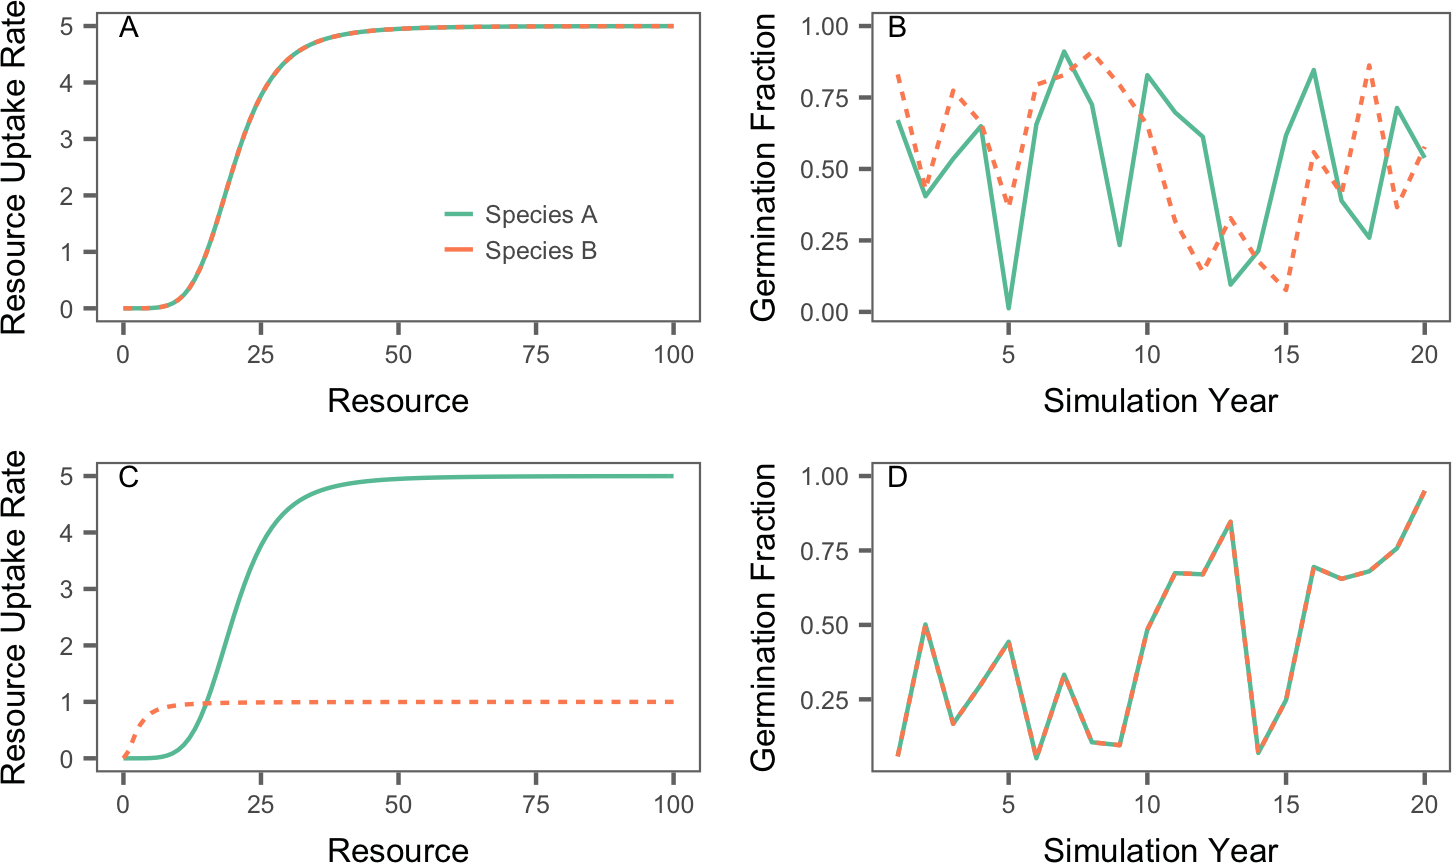 A
Resource Uptake Rate
5
4
3
2
1
0
Species A
Species B
0 25 50 75 100
Resource
B
Germination Fraction
1.00
0.75
0.50
0.25
0.00
5 10 15 20
Simulation Year
C
Resource Uptake Rate
5
4
3
2
1
0
0 25 50 75 100
Resource
D
Germination Fraction
1.00
0.75
0.50
0.25
5 10 15 20
Simulation Year